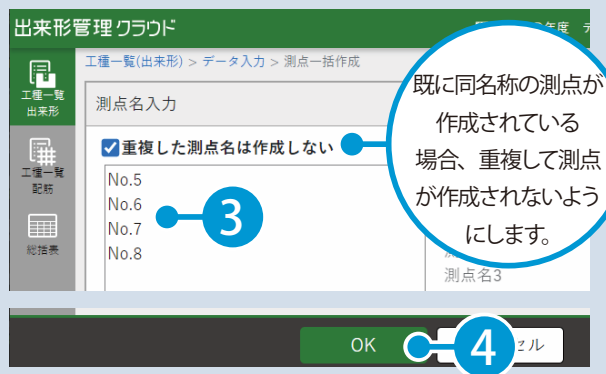 出来形管理クラウド
年度
工種一覧(出来形) > データ入力 > 測点一括作成
工種一覧
出来形
工種一覧
配筋
総括表
測点名入力
重複した測点名は作成しない
No.5
No.6
No.7
No.8
3
既に同名称の測点が
作成されている
場合、重複して測点
が作成されないよう
にします。
測点名3
OK
4
セル